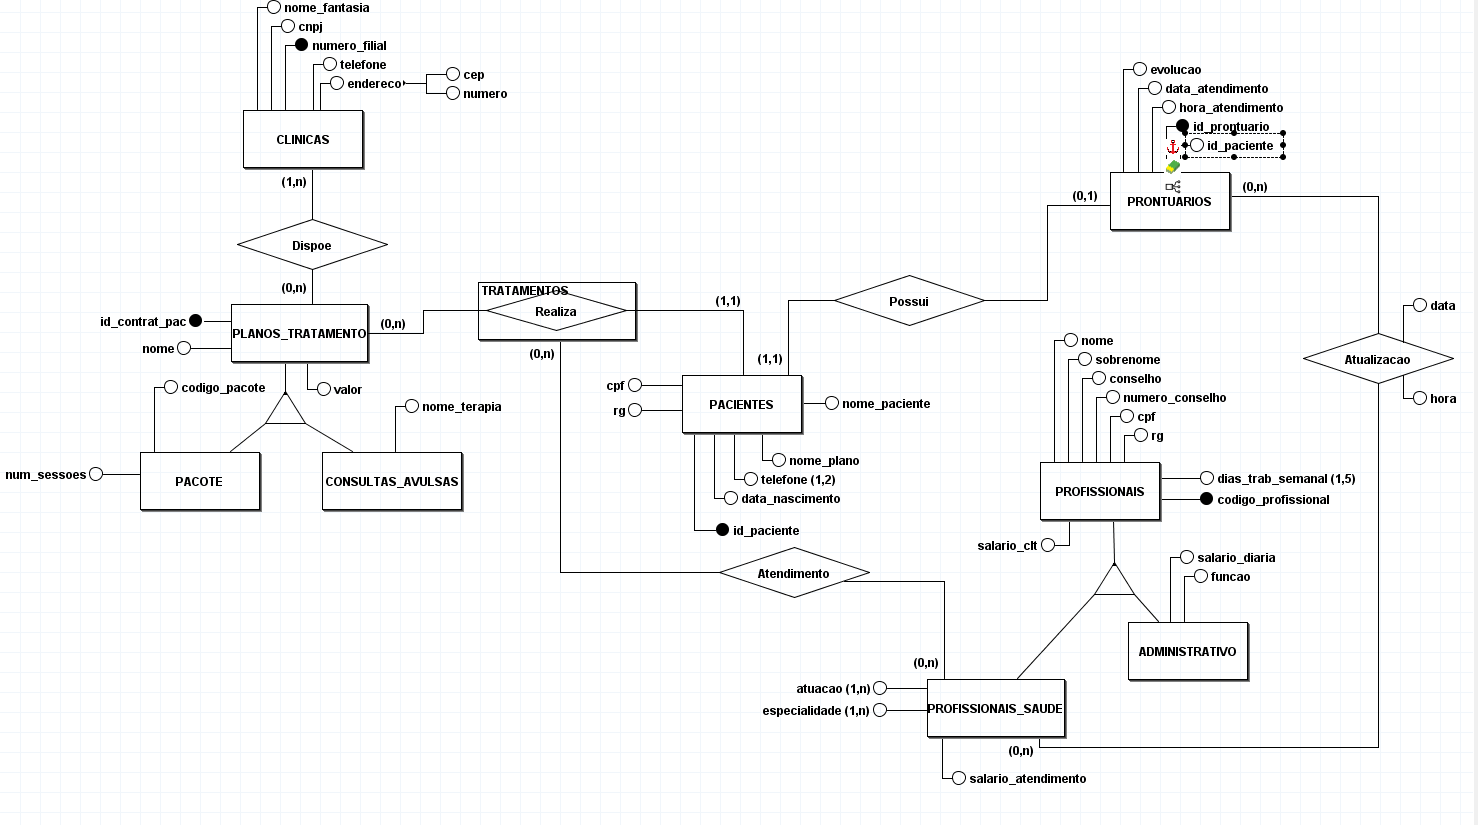 nome_fantasia
cnpj
numero_filial
telefone
endereco
cep
numero
CLINICAS
(1,n)
Dispoe
(0,n)
id_contrat_pac
nome
PLANOS_TRATAMENTO
(0,n)
codigo_pacote
valor
nome_terapia
num_sessoes
PACOTE
CONSULTAS_AVULSAS
TRATAMENTOS
Realiza
(1,1)
(0,n)
Possui
(0,1)
(1,1)
cpf
rg
PACIENTES
nome_paciente
nome_plano
telefone (1,2)
data_nascimento
id_paciente
Atendimento
(0,n)
evolucao
data_atendimento
hora_atendimento
id_prontuario
id_paciente
PRONTUARIOS
(0,n)
data
Atualizacao
hora
nome
sobrenome
conselho
numero_conselho
cpf
rg
PROFISSIONAIS
dias_trab_semanal (1,5)
codigo_profissional
salario_clt
salario_diaria
funcao
ADMINISTRATIVO
atuacao (1,n)
especialidade (1,n)
PROFISSIONAIS_SAUDE
(0,n)
salario_atendimento